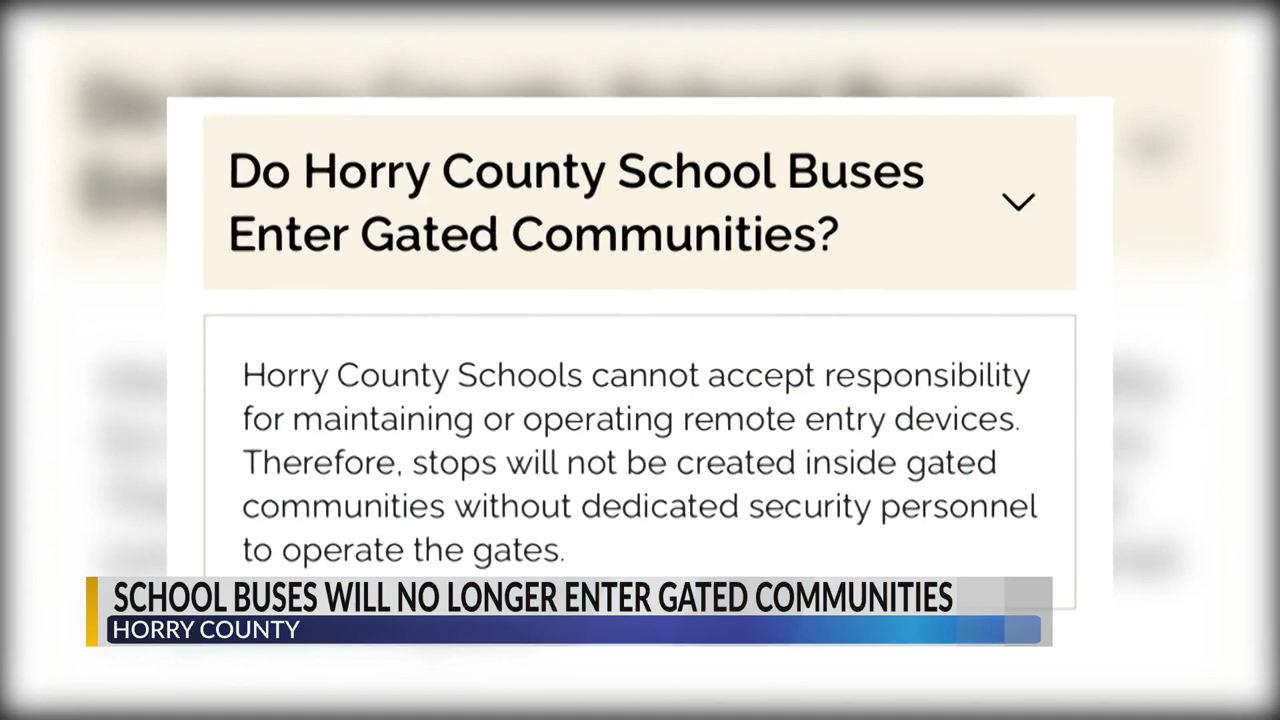 Do Horry County School Buses
Enter Gated Communities?
Horry County Schools cannot accept responsibility
for maintaining or operating remote entry devices.
Therefore, stops will not be created inside gated
communities without dedicated security personnel
to operate the gates.
SCHOOL BUSES WILL NO LONGER ENTER GATED COMMUNITIES
HORRY COUNTY